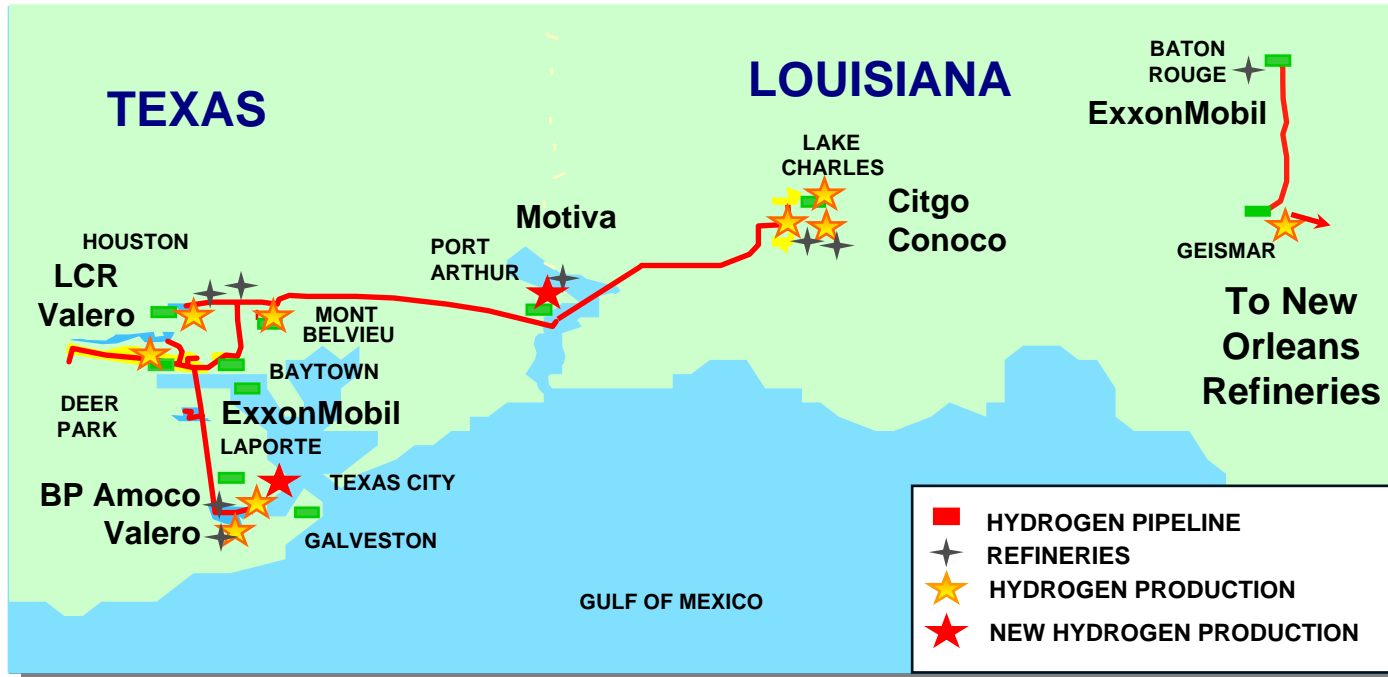 TEXAS
LOUISIANA
BATON
ROUGE
ExxonMobil
LAKE
CHARLES
Citgo
Conoco
Motiva
PORT
ARTHUR
HOUSTON
LCR
Valero
MONT
BELVIEU
BAYTOWN
DEER
PARK
ExxonMobil
LAPORTE
BP Amoco
Valero
TEXAS CITY
GALVESTON
GEISMAR
To New
Orleans
Refineries
GULF OF MEXICO
HYDROGEN PIPELINE
REFINERIES
HYDROGEN PRODUCTION
NEW HYDROGEN PRODUCTION